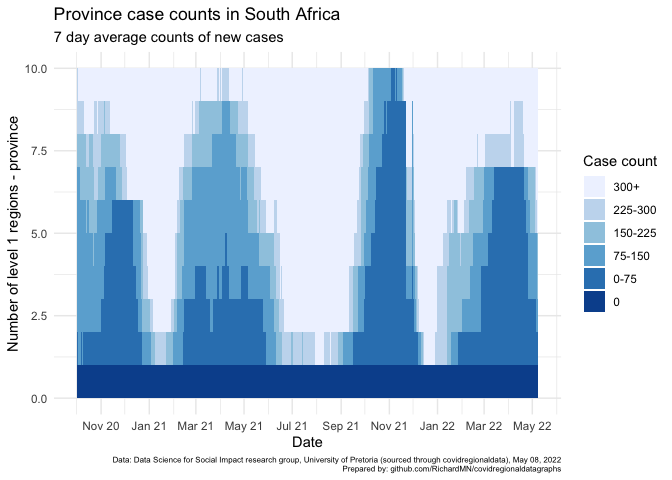 Province case counts in South Africa
7 day average counts of new cases
Number of level 1 regions - province
10.0
7.5
5.0
2.5
0.0
Nov 20 Jan 21 Mar 21 May 21 Jul 21 Sep 21 Nov 21 Jan 22 Mar 22 May 22
Date
Case count
300+
225-300
150-225
75-150
0-75
0
Data: Data Science for Social Impact research group, University of Pretoria (sourced through covidregionaldata), May 08, 2022
Prepared by: github.com/RichardMN/covidregionaldatagraphs